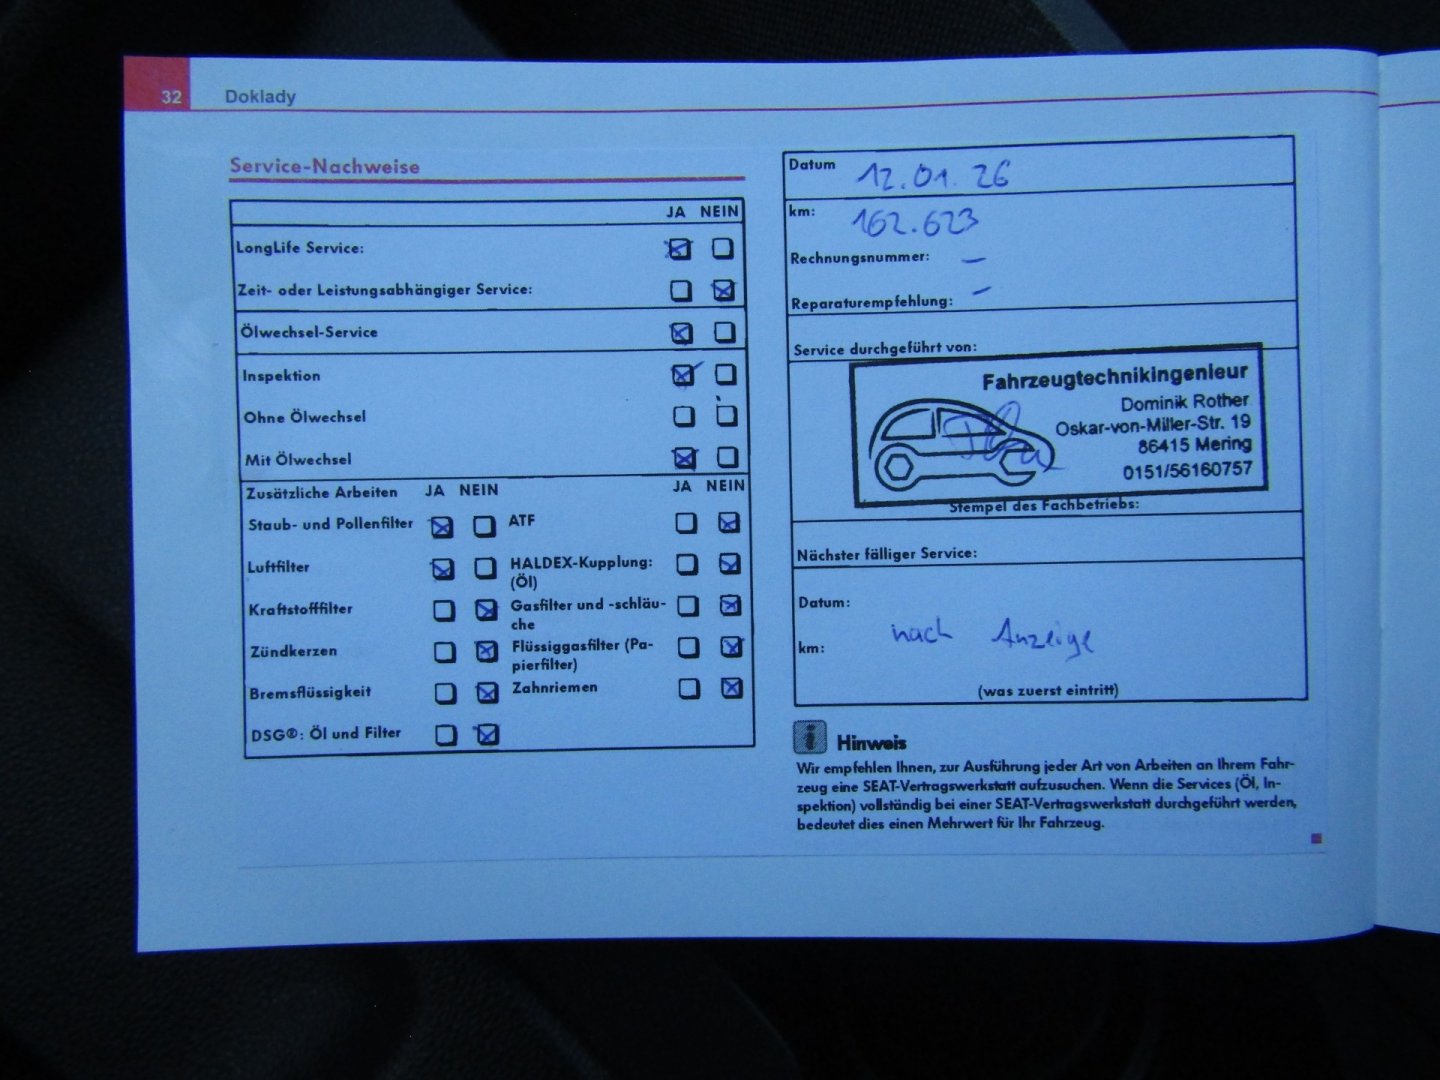 32 Doklady
Service-Nachweise
JA NEIN
LongLife Service:
Zeit- oder Leistungsabhängiger Service:
Ölwechsel-Service
Inspektion
Ohne Ölwechsel
Mit Ölwechsel
Zusätzliche Arbeiten JA NEIN JA NEIN
Staub- und Pollenfilter ATF
Luftfilter HALDEX-Kupplung:
(Öl)
Kraftstofffilter Gasfilter und -schläu-
che
Zündkerzen Flüssiggasfilter (Pa-
pierfilter)
Bremsflüssigkeit Zahnriemen
DSG®: Öl und Filter
Datum 12.01.26
km: 162.623
Rechnungsnummer: –
Reparaturempfehlung: –
Service durchgeführt von:
Fahrzeugtechnikingenieur
Dominik Rother
Oskar-von-Miller-Str. 19
86415 Mering
0151/56160757
Stempel des Fachbetriebs:
Nächster fälliger Service:
Datum:
nach Anzeige
km:
(was zuerst eintritt)
i Hinweis
Wir empfehlen Ihnen, zur Ausführung jeder Art von Arbeiten an Ihrem Fahr-
zeug eine SEAT-Vertragswerkstatt aufzusuchen. Wenn die Services (Öl, In-
spektion) vollständig bei einer SEAT-Vertragswerkstatt durchgeführt werden,
bedeutet dies einen Mehrwert für Ihr Fahrzeug.